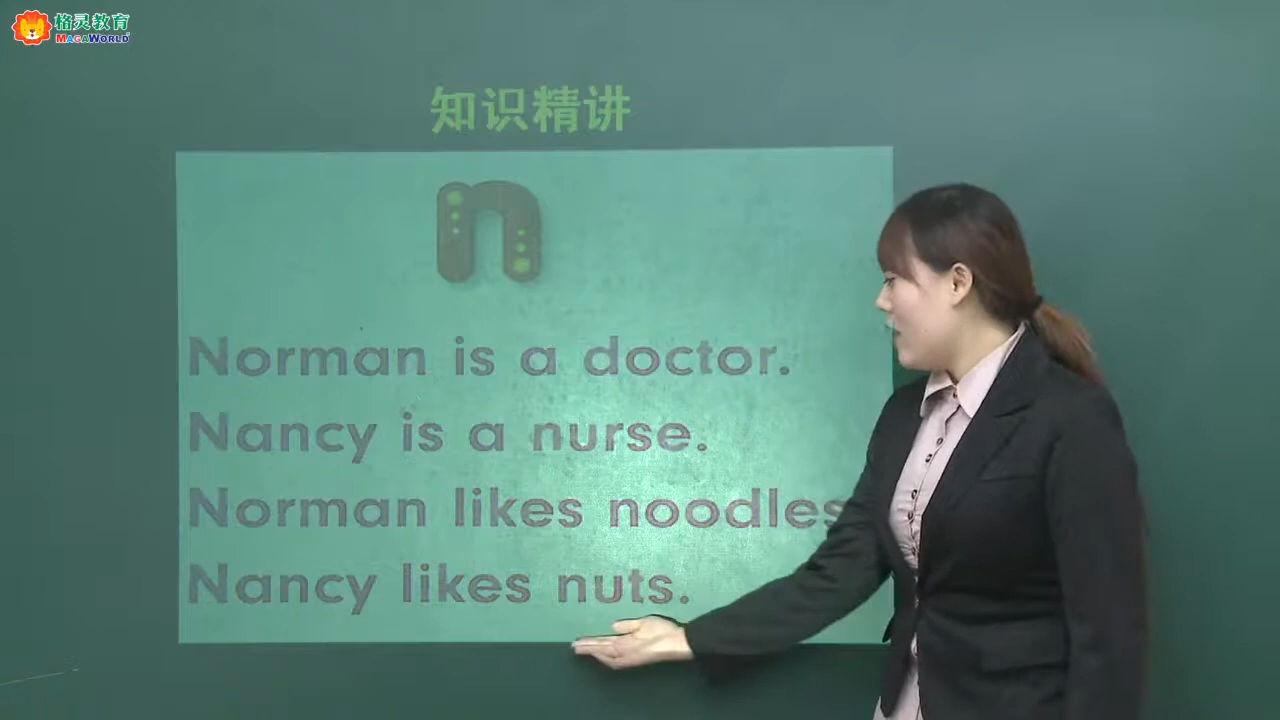 格灵教育
MAGAWORLD
知识精讲
n
Norman is a doctor.
Nancy is a nurse.
Norman likes noodles
Nancy likes nuts.